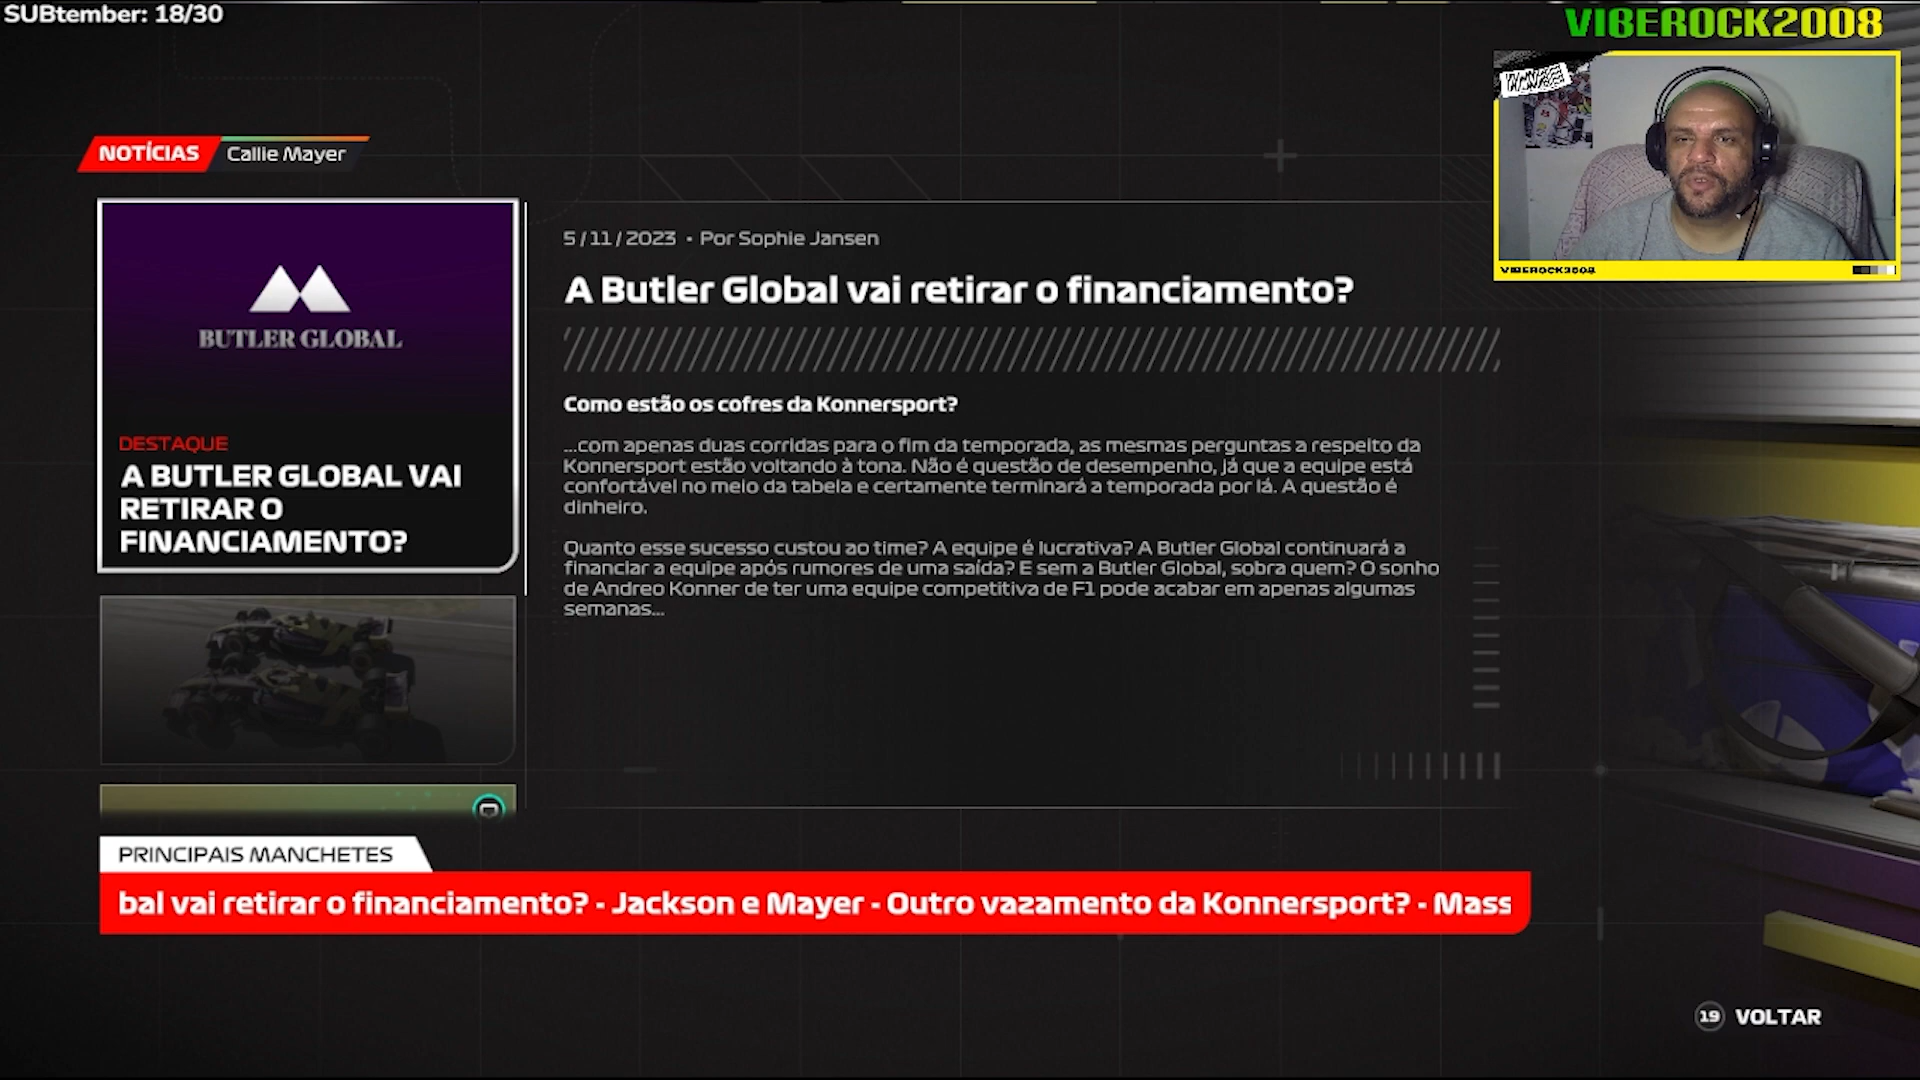 SUBtember: 18/30
VIBEROCK2008
NOTÍCIAS Callie Mayer
VIBEROCK2008
BUTLER GLOBAL
DESTAQUE
A BUTLER GLOBAL VAI
RETIRAR O
FINANCIAMENTO?
5/11/2023 • Por Sophie Jansen
A Butler Global vai retirar o financiamento?
Como estão os cofres da Konnersport?
...com apenas duas corridas para o fim da temporada, as mesmas perguntas a respeito da
Konnersport estão voltando à tona. Não é questão de desempenho, já que a equipe está
confortável no meio da tabela e certamente terminará a temporada por lá. A questão é
dinheiro.
Quanto esse sucesso custou ao time? A equipe é lucrativa? A Butler Global continuará a
financiar a equipe após rumores de uma saída? E sem a Butler Global, sobra quem? O sonho
de Andreo Konner de ter uma equipe competitiva de F1 pode acabar em apenas algumas
semanas...
PRINCIPAIS MANCHETES
bal vai retirar o financiamento? - Jackson e Mayer - Outro vazamento da Konnersport? - Mass
19 VOLTAR